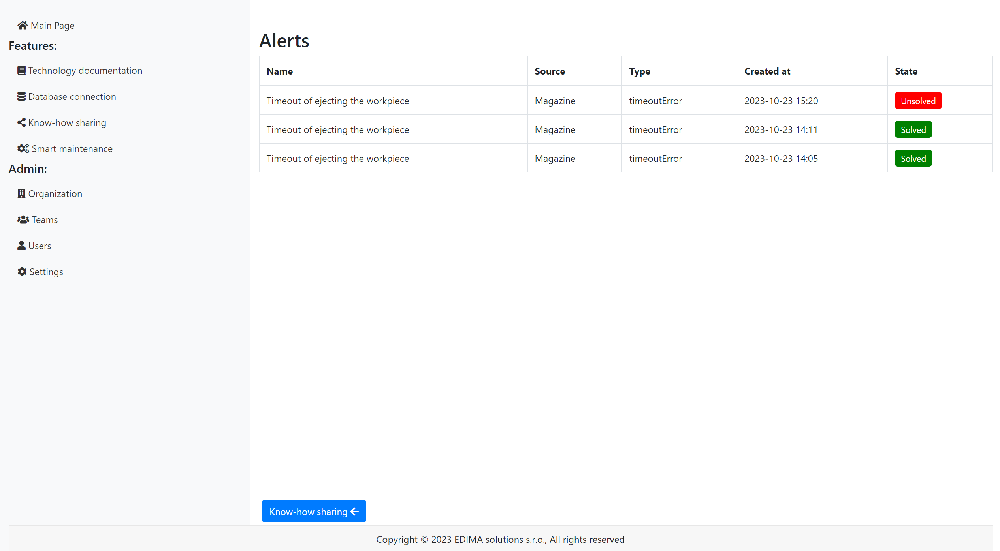 Main Page
Features:
Technology documentation
Database connection
Know-how sharing
Smart maintenance
Admin:
Organization
Teams
Users
Settings
Alerts
Name Source Type Created at State
Timeout of ejecting the workpiece Magazine timeoutError 2023-10-23 15:20 Unsolved
Timeout of ejecting the workpiece Magazine timeoutError 2023-10-23 14:11 Solved
Timeout of ejecting the workpiece Magazine timeoutError 2023-10-23 14:05 Solved
Know-how sharing
Copyright © 2023 EDIMA solutions s.r.o., All rights reserved